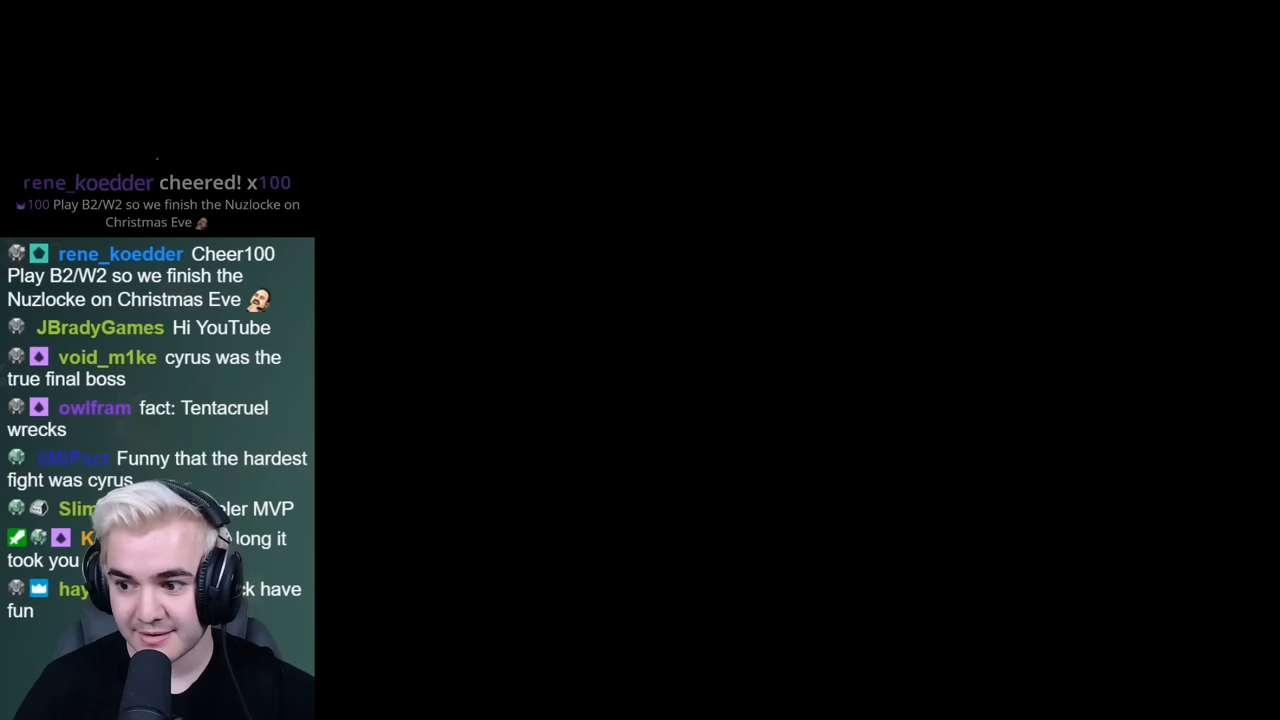 rene_koedder cheered! x100
100 Play B2/W2 so we finish the Nuzlocke on
Christmas Eve
rene_koedder Cheer100
Play B2/W2 so we finish the
Nuzlocke on Christmas Eve
JBradyGames Hi YouTube
void_m1ke cyrus was the
true final boss
owlfram fact: Tentacruel
wrecks
Funny that the hardest
fight was cyrus
MVP
long it
took you
have
fun